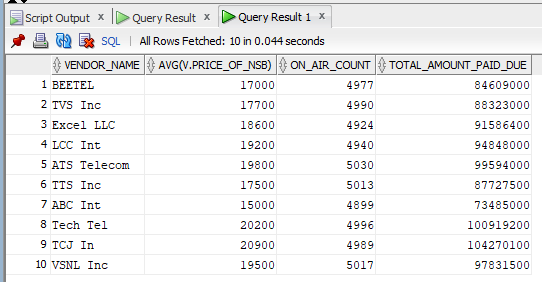 Script Output x Query Result x Query Result 1 x
SQL | All Rows Fetched: 10 in 0.044 seconds
VENDOR_NAME AVG(V.PRICE_OF_NSB) ON_AIR_COUNT TOTAL_AMOUNT_PAID_DUE
1 BEETEL 17000 4977 84609000
2 TVS Inc 17700 4990 88323000
3 Excel LLC 18600 4924 91586400
4 LCC Int 19200 4940 94848000
5 ATS Telecom 19800 5030 99594000
6 TTS Inc 17500 5013 87727500
7 ABC Int 15000 4899 73485000
8 Tech Tel 20200 4996 100919200
9 TCJ In 20900 4989 104270100
10 VSNL Inc 19500 5017 97831500